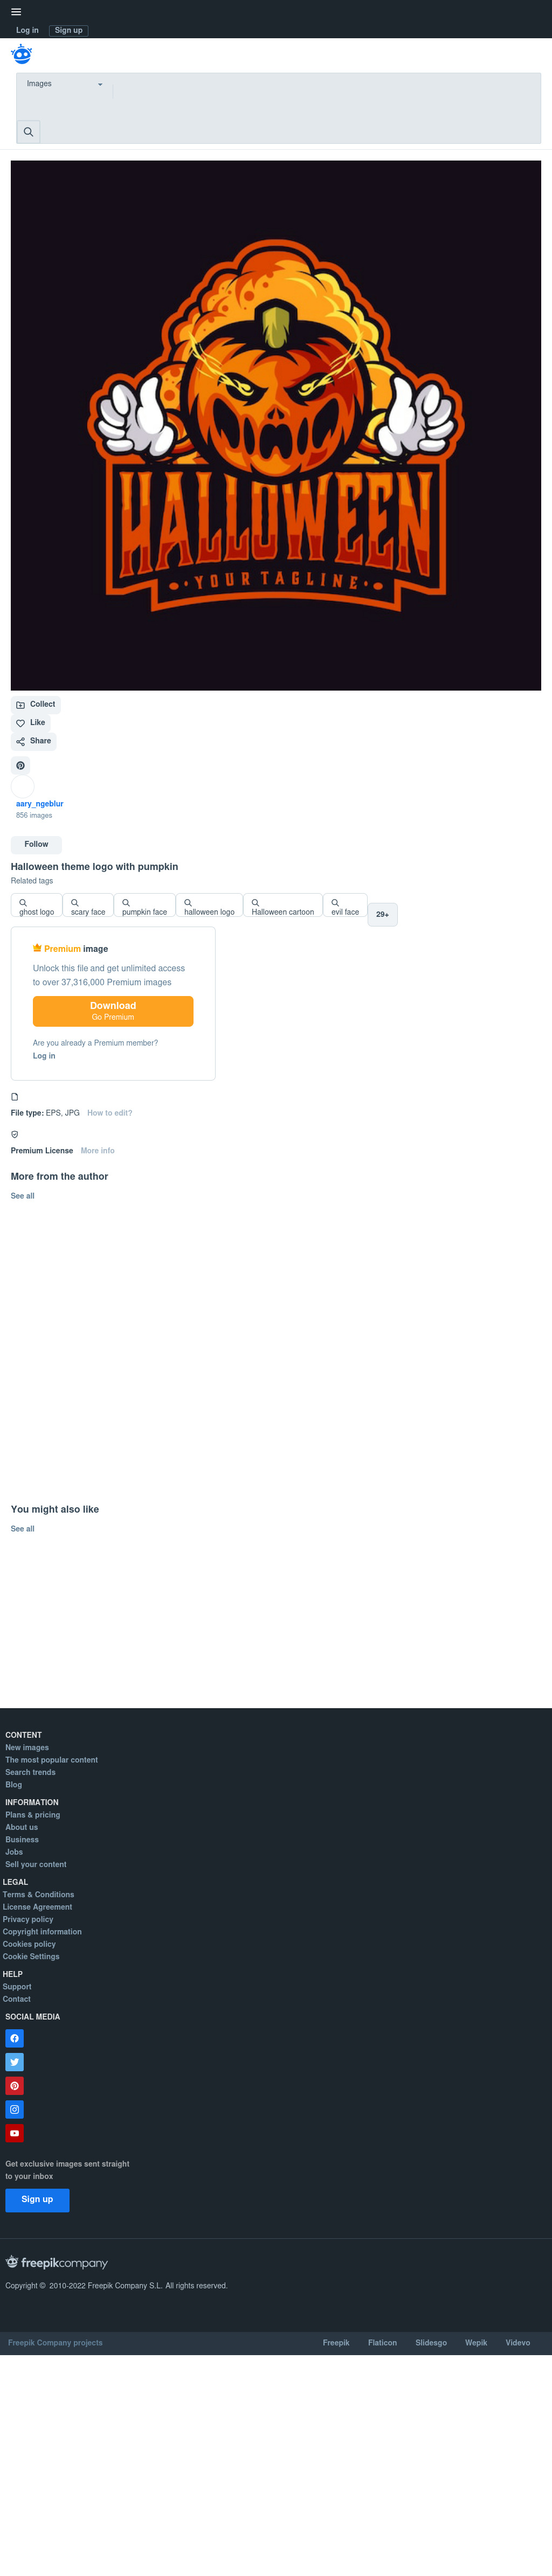 Log in
Sign up
Images
HALLOWEEN
· YOUR TAGLINE ·
Collect
Like
Share
aary_ngeblur
856 images
Follow
Halloween theme logo with pumpkin
Related tags
ghost logo
scary face
pumpkin face
halloween logo
Halloween cartoon
evil face
29+
Premium image
Unlock this file and get unlimited access
to over 37,316,000 Premium images
Download
Go Premium
Are you already a Premium member?
Log in
File type: EPS, JPG How to edit?
Premium License More info
More from the author
See all
You might also like
See all
CONTENT
New images
The most popular content
Search trends
Blog
INFORMATION
Plans & pricing
About us
Business
Jobs
Sell your content
LEGAL
Terms & Conditions
License Agreement
Privacy policy
Copyright information
Cookies policy
Cookie Settings
HELP
Support
Contact
SOCIAL MEDIA
Get exclusive images sent straight
to your inbox
Sign up
freepikcompany
Copyright © 2010-2022 Freepik Company S.L. All rights reserved.
Freepik Company projects
Freepik
Flaticon
Slidesgo
Wepik
Videvo